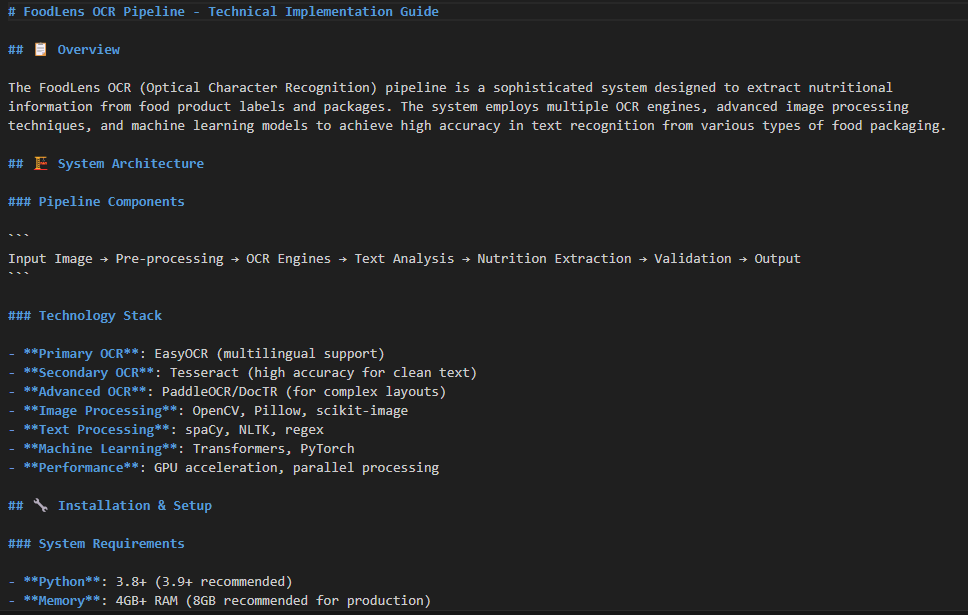 # FoodLens OCR Pipeline - Technical Implementation Guide
## 📋 Overview
The FoodLens OCR (Optical Character Recognition) pipeline is a sophisticated system designed to extract nutritional
information from food product labels and packages. The system employs multiple OCR engines, advanced image processing
techniques, and machine learning models to achieve high accuracy in text recognition from various types of food packaging.
## 🏗 System Architecture
### Pipeline Components
```
Input Image → Pre-processing → OCR Engines → Text Analysis → Nutrition Extraction → Validation → Output
```
### Technology Stack
- **Primary OCR**: EasyOCR (multilingual support)
- **Secondary OCR**: Tesseract (high accuracy for clean text)
- **Advanced OCR**: PaddleOCR/DocTR (for complex layouts)
- **Image Processing**: OpenCV, Pillow, scikit-image
- **Text Processing**: spaCy, NLTK, regex
- **Machine Learning**: Transformers, PyTorch
- **Performance**: GPU acceleration, parallel processing
## 🔧 Installation & Setup
### System Requirements
- **Python**: 3.8+ (3.9+ recommended)
- **Memory**: 4GB+ RAM (8GB recommended for production)